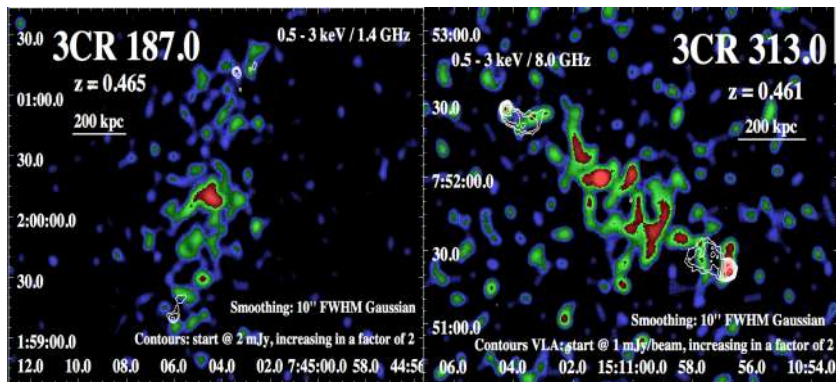 30.0
3CR 187.0
0.5 - 3 keV / 1.4 GHz
z = 0.465
01:00.0
200 kpc
30.0
2:00:00.0
30.0
Smoothing: 10" FWHM Gaussian
1:59:00.0
Contours: start @ 2 mJy, increasing in a factor of 2
12.0 10.0 08.0 06.0 04.0 02.0 7:45:00.0 58.0 44:56
53:00.0
3CR 313.0
0.5 - 3 keV / 8.0 GHz
z = 0.461
30.0
200 kpc
7:52:00.0
30.0
Smoothing: 10" FWHM Gaussian
51:00.0
Contours VLA: start @ 1 mJy/beam, increasing in a factor of 2
06.0 04.0 02.0 15:11:00.0 58.0 56.0 10:54.0